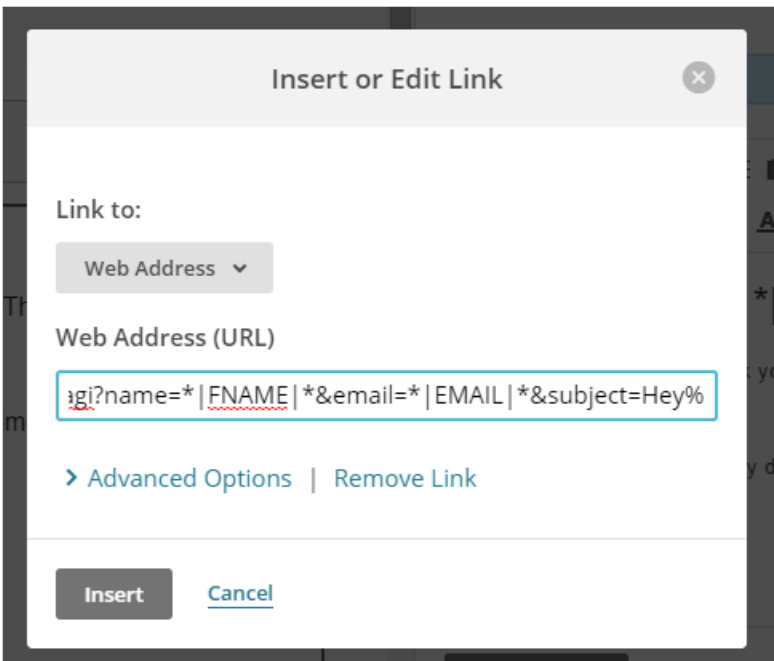 Insert or Edit Link
Link to:
Web Address
Web Address (URL)
agi?name=*|FNAME|*&email=*|EMAIL|*&subject=Hey%
Advanced Options | Remove Link
Insert Cancel